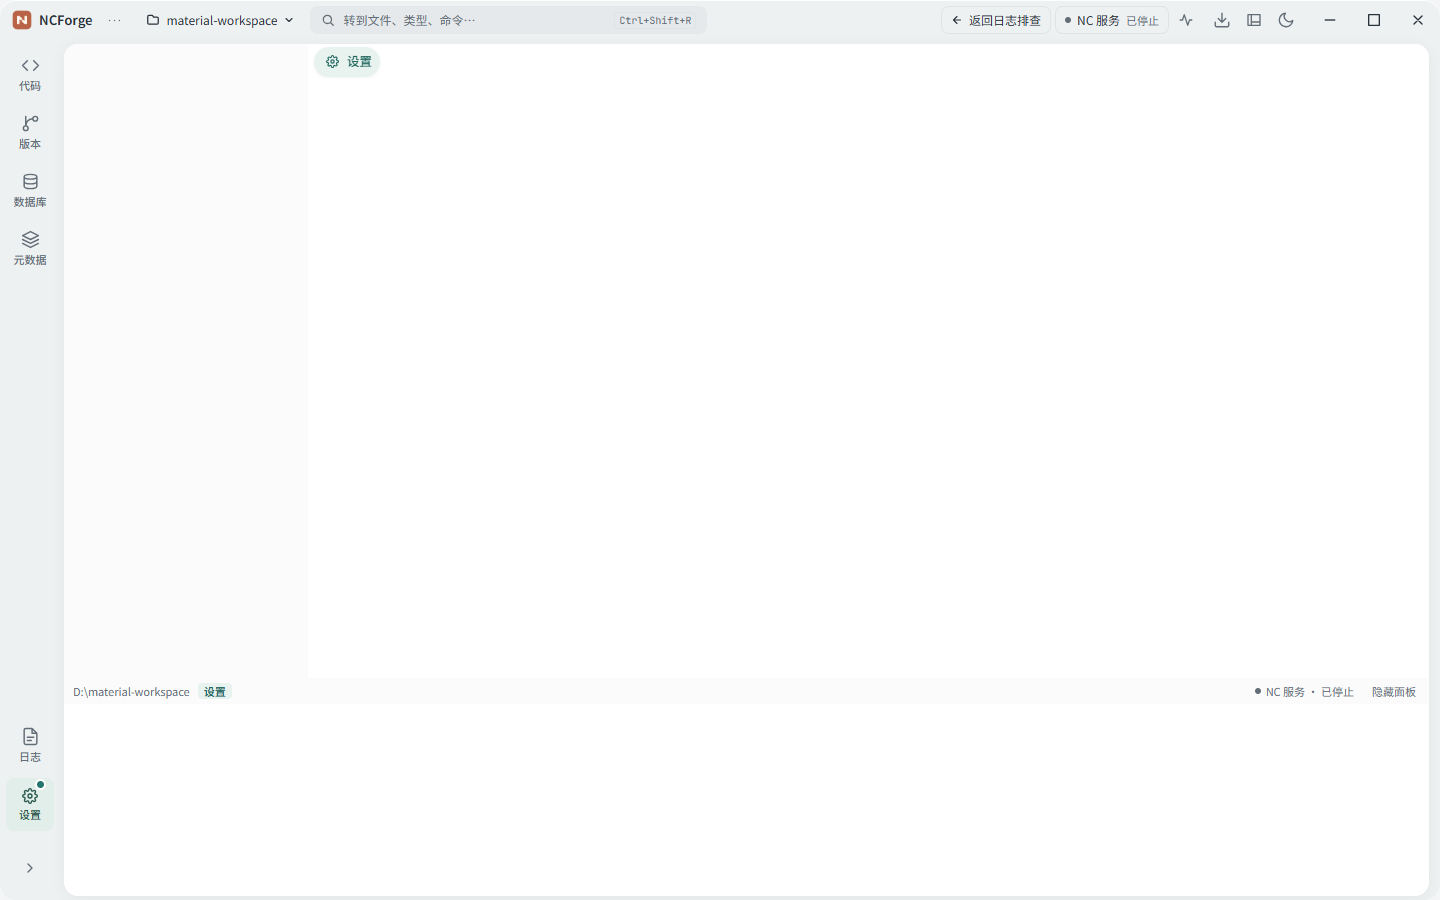 NCForge ··· material-workspace 转到文件、类型、命令··· Ctrl+Shift+R 返回日志排查 NC 服务 已停止
设置
代码
版本
数据库
元数据
D:\material-workspace 设置 NC 服务 · 已停止 隐藏面板
日志
设置